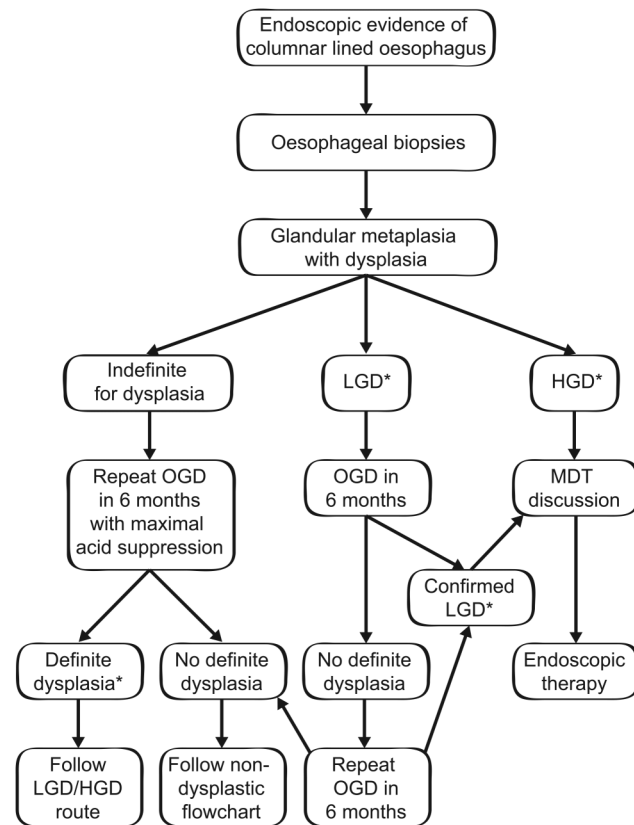 Endoscopic evidence of
columnar lined oesophagus
Oesophageal biopsies
Glandular metaplasia
with dysplasia
Indefinite
for dysplasia
LGD*
HGD*
Repeat OGD
in 6 months
with maximal
acid suppression
OGD in
6 months
MDT
discussion
Confirmed
LGD*
Definite
dysplasia*
No definite
dysplasia
No definite
dysplasia
Endoscopic
therapy
Follow
LGD/HGD
route
Follow non-
dysplastic
flowchart
Repeat
OGD in
6 months